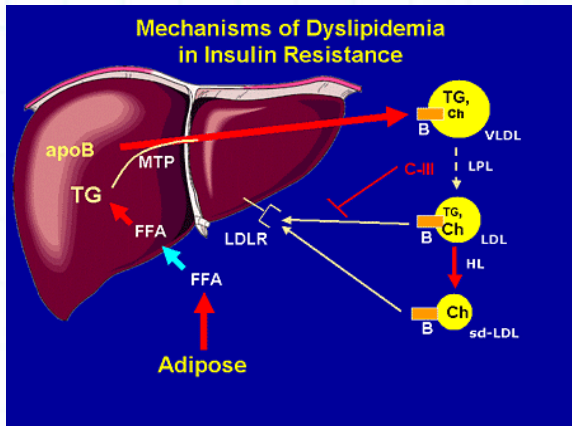 Mechanisms of Dyslipidemia
in Insulin Resistance
TG,
Ch
B
VLDL
apoB
MTP
C-III
LPL
TG
TG,
Ch
B
LDL
FFA
LDLR
HL
FFA
Ch
B
sd-LDL
Adipose